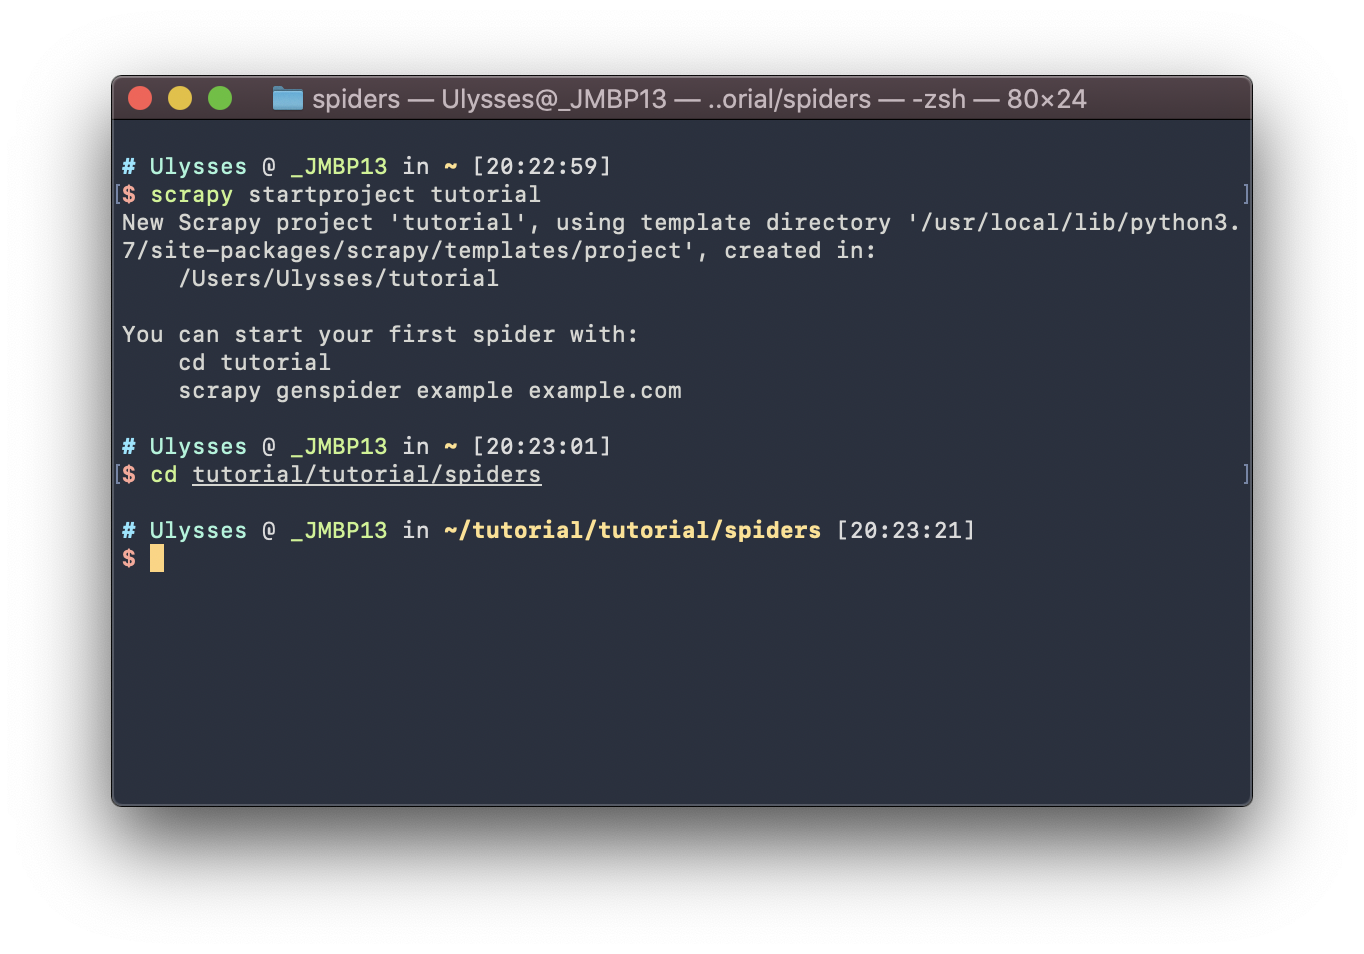 spiders — Ulysses@_JMBP13 — ..orial/spiders — -zsh — 80×24
# Ulysses @ _JMBP13 in ~ [20:22:59]
[$ scrapy startproject tutorial ]
New Scrapy project 'tutorial', using template directory '/usr/local/lib/python3.
7/site-packages/scrapy/templates/project', created in:
    /Users/Ulysses/tutorial
You can start your first spider with:
    cd tutorial
    scrapy genspider example example.com
# Ulysses @ _JMBP13 in ~ [20:23:01]
[$ cd tutorial/tutorial/spiders ]
# Ulysses @ _JMBP13 in ~/tutorial/tutorial/spiders [20:23:21]
$